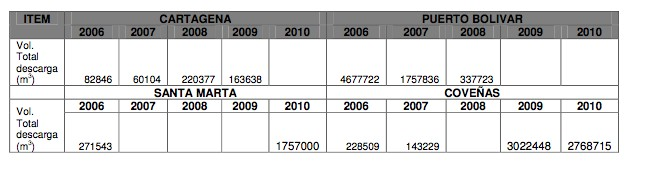 ITEM CARTAGENA PUERTO BOLIVAR
2006 2007 2008 2009 2010 2006 2007 2008 2009 2010
Vol.
Total
descarga
(m³) 82846 60104 220377 163638 4677722 1757836 337723
SANTA MARTA COVEÑAS
Vol. 2006 2007 2008 2009 2010 2006 2007 2008 2009 2010
Total
descarga
(m³) 271543 1757000 228509 143229 3022448 2768715